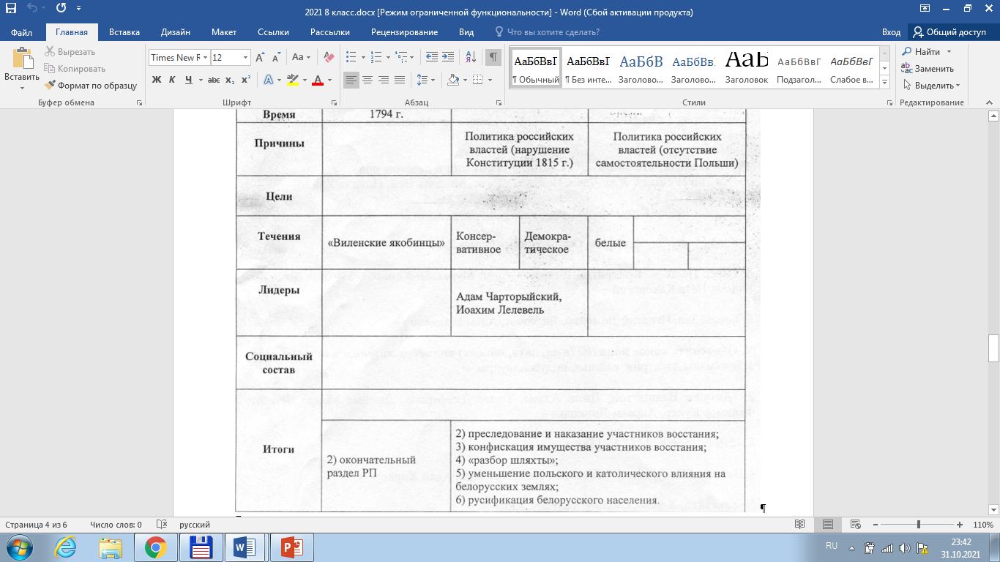 2021 8 класс.docx [Режим ограниченной функциональности] - Word (Сбой активации продукта)
Файл Главная Вставка Дизайн Макет Ссылки Рассылки Рецензирование Вид Что вы хотите сделать? Вход Общий доступ
Вставить
Вырезать
Копировать
Формат по образцу
Буфер обмена
Times New R 12
Aa
Ж К Ч abc x₂ x²
Шрифт
Абзац
АаБбВвГ АаБбВвГ АаБбВ АаБбВ АаБ АаБбВвГ АаБбВвГ
¶ Обычный ¶ Без инте... Заголово... Заголово... Заголовок Подзагол... Слабое в...
Стили
Найти
Заменить
Выделить
Редактирование
Время 1794 г.
Причины
Политика российских
властей (нарушение
Конституции 1815 г.)
Политика российских
властей (отсутствие
самостоятельности Польши)
Цели
Течения
«Виленские якобинцы»
Консер-
вативное
Демокра-
тическое
белые
Лидеры
Адам Чарторыйский,
Иоахим Лелевель
Социальный
состав
Итоги
2) окончательный
раздел РП
2) преследование и наказание участников восстания;
3) конфискация имущества участников восстания;
4) «разбор шляхты»;
5) уменьшение польского и католического влияния на
белорусских землях;
6) русификация белорусского населения.
¶
Страница 4 из 6 Число слов: 0 русский 110%
RU 23:42
31.10.2021